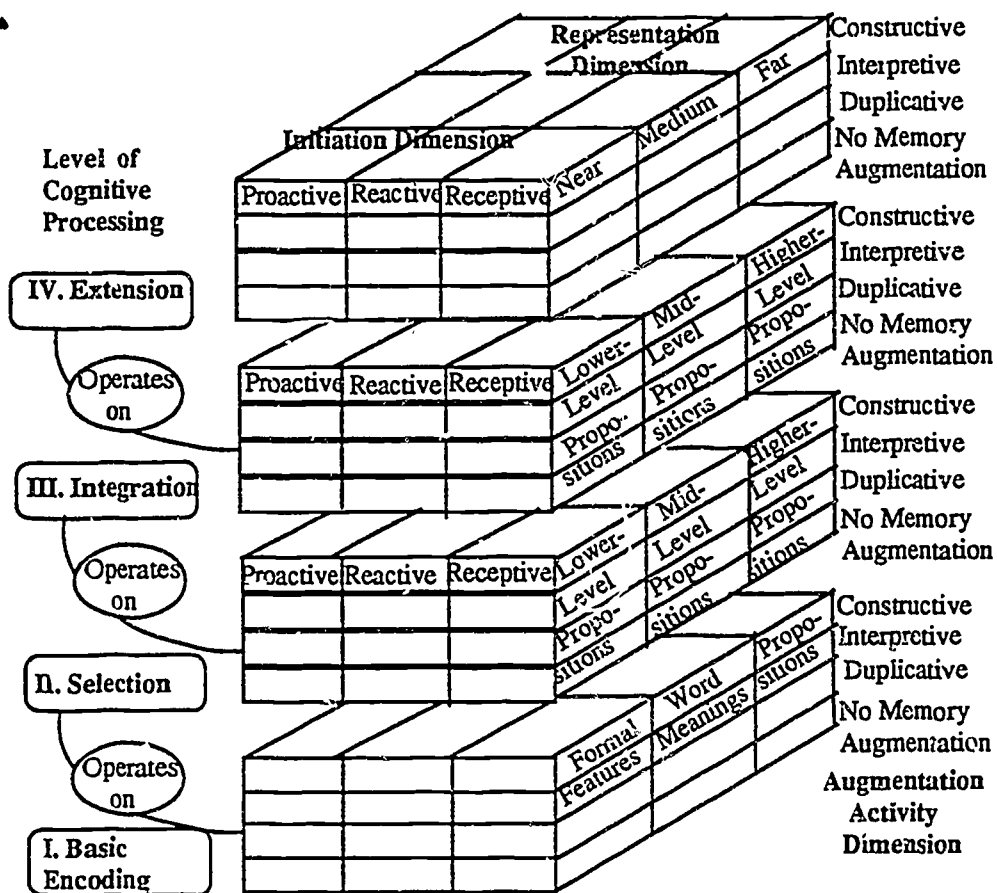 Representation
Dimension
Initiation Dimension
Level of
Cognitive
Processing
Proactive Reactive Receptive
Near
Medium
Far
Constructive
Interpretive
Duplicative
No Memory
Augmentation
IV. Extension
Operates
on
Proactive Reactive Receptive
Lower-
Level
Propo-
sitions
Mid-
Level
Propo-
sitions
Higher-
Level
Propo-
sitions
Constructive
Interpretive
Duplicative
No Memory
Augmentation
III. Integration
Operates
on
Proactive Reactive Receptive
Lower-
Level
Propo-
sitions
Mid-
Level
Propo-
sitions
Higher-
Level
Propo-
sitions
Constructive
Interpretive
Duplicative
No Memory
Augmentation
II. Selection
Operates
on
Formal
Features
Word
Meanings
Propo-
sitions
Constructive
Interpretive
Duplicative
No Memory
Augmentation
I. Basic
Encoding
Augmentation
Activity
Dimension